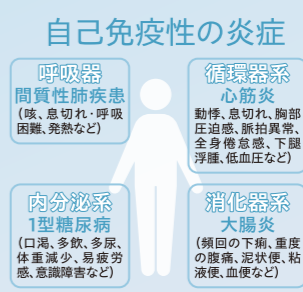 自己免疫性の炎症
呼吸器
間質性肺疾患
（咳、息切れ・呼吸
困難、発熱など）
循環器系
心筋炎
動悸、息切れ、胸部
圧迫感、脈拍異常、
全身倦怠感、下腿
浮腫、低血圧など）
内分泌系
1型糖尿病
（口渇、多飲、多尿、
体重減少、易疲労
感、意識障害など）
消化器系
大腸炎
（頻回の下痢、重度
の腹痛、泥状便、粘
液便、血便など）